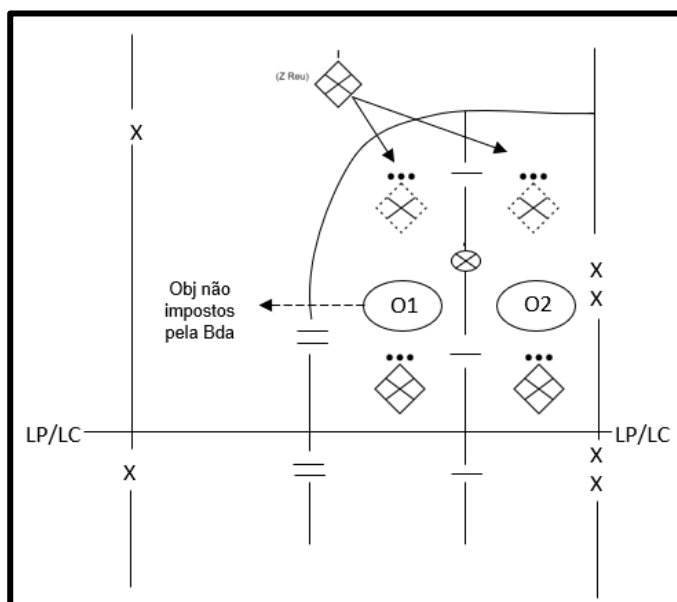 I
(Z Reu)
X
X
X
Obj não
impostos
pela Bda
O1
O2
LP/LC
LP/LC
X
X
X